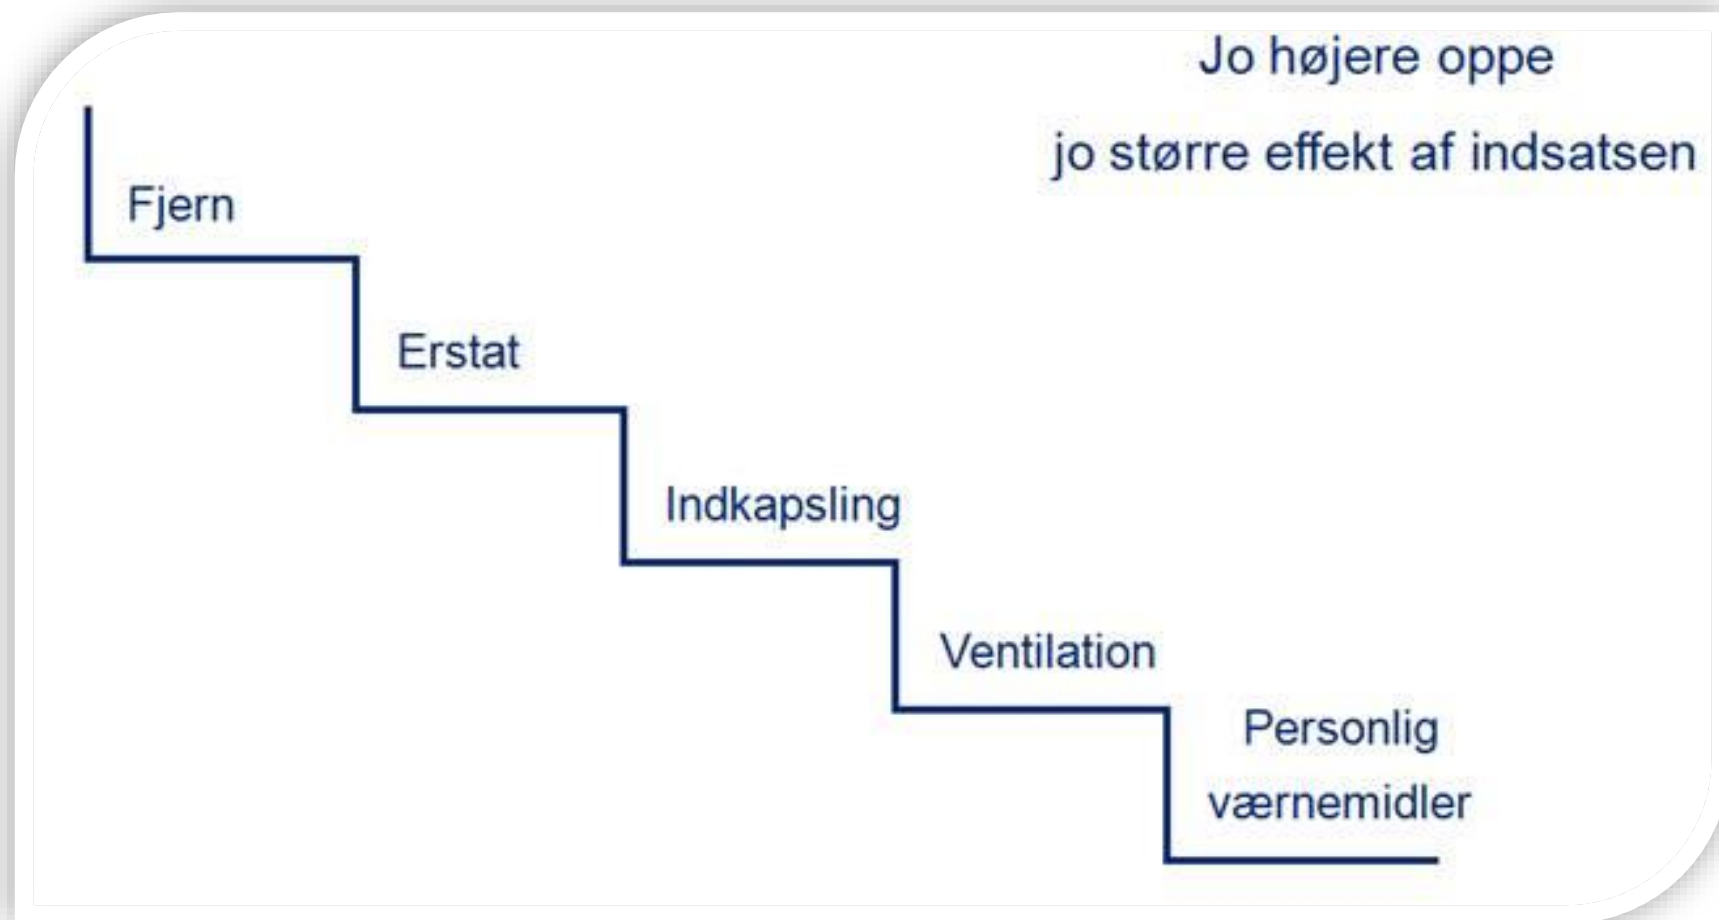 Jo højere oppe
jo større effekt af indsatsen
Fjern
Erstat
Indkapsling
Ventilation
Personlig
værnemidler